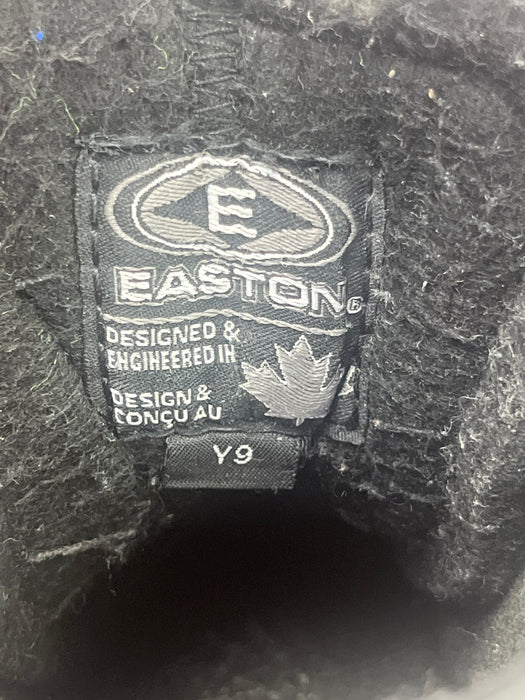 E
EASTON®
DESIGNED &
ENGINEERED IN
DESIGN &
CONÇU AU
Y9